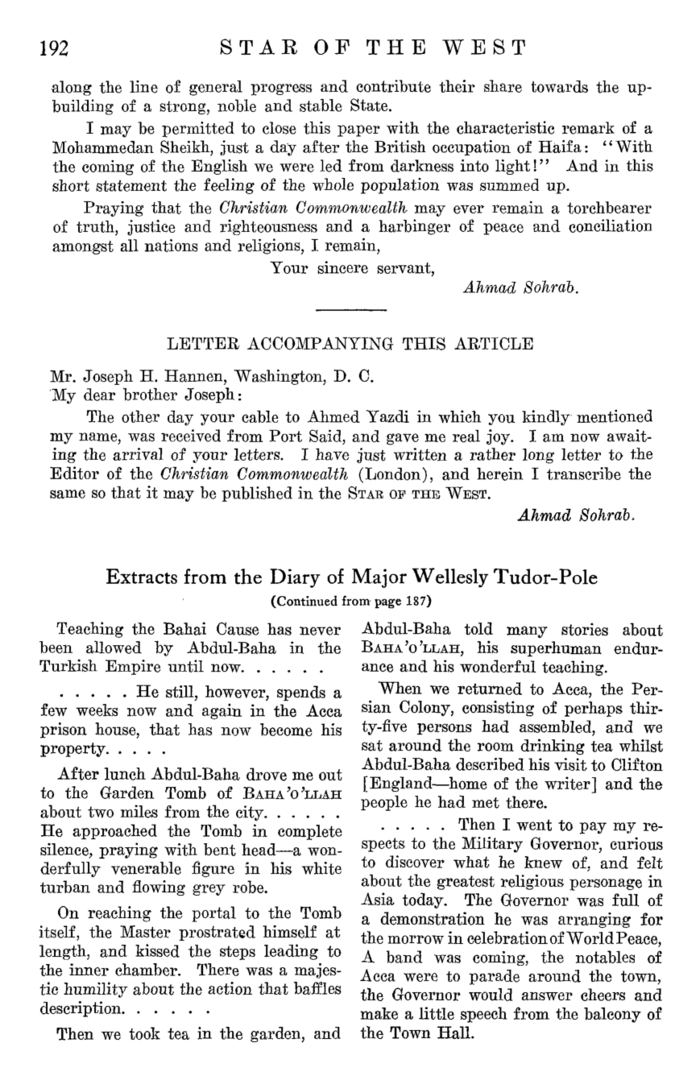 192 STAR OF THE WEST
along the line of general progress and contribute their share towards the up-
building of a strong, noble and stable State.
I may be permitted to close this paper with the characteristic remark of a
Mohammedan Sheikh, just a day after the British occupation of Haifa: “With
the coming of the English we were led from darkness into light!” And in this
short statement the feeling of the whole population was summed up.
Praying that the Christian Commonwealth may ever remain a torchbearer
of truth, justice and righteousness and a harbinger of peace and conciliation
amongst all nations and religions, I remain,
Your sincere servant,
Ahmad Sohrab.
LETTER ACCOMPANYING THIS ARTICLE
Mr. Joseph H. Hannen, Washington, D. C.
My dear brother Joseph:
The other day your cable to Ahmed Yazdi in which you kindly mentioned
my name, was received from Port Said, and gave me real joy. I am now await-
ing the arrival of your letters. I have just written a rather long letter to the
Editor of the Christian Commonwealth (London), and herein I transcribe the
same so that it may be published in the STAR OF THE WEST.
Ahmad Sohrab.
Extracts from the Diary of Major Wellesly Tudor-Pole
(Continued from page 187)
Teaching the Bahai Cause has never
been allowed by Abdul-Baha in the
Turkish Empire until now. . . . . .
. . . . . He still, however, spends a
few weeks now and again in the Acca
prison house, that has now become his
property. . . . .
After lunch Abdul-Baha drove me out
to the Garden Tomb of BAHA’O’LLAH
about two miles from the city. . . . . .
He approached the Tomb in complete
silence, praying with bent head—a won-
derfully venerable figure in his white
turban and flowing grey robe.
On reaching the portal to the Tomb
itself, the Master prostrated himself at
length, and kissed the steps leading to
the inner chamber. There was a majes-
tic humility about the action that baffles
description. . . . . .
Then we took tea in the garden, and
Abdul-Baha told many stories about
BAHA’O’LLAH, his superhuman endur-
ance and his wonderful teaching.
When we returned to Acca, the Per-
sian Colony, consisting of perhaps thir-
ty-five persons had assembled, and we
sat around the room drinking tea whilst
Abdul-Baha described his visit to Clifton
[England—home of the writer] and the
people he had met there.
. . . . . Then I went to pay my re-
spects to the Military Governor, curious
to discover what he knew of, and felt
about the greatest religious personage in
Asia today. The Governor was full of
a demonstration he was arranging for
the morrow in celebration of World Peace,
A band was coming, the notables of
Acca were to parade around the town,
the Governor would answer cheers and
make a little speech from the balcony of
the Town Hall.